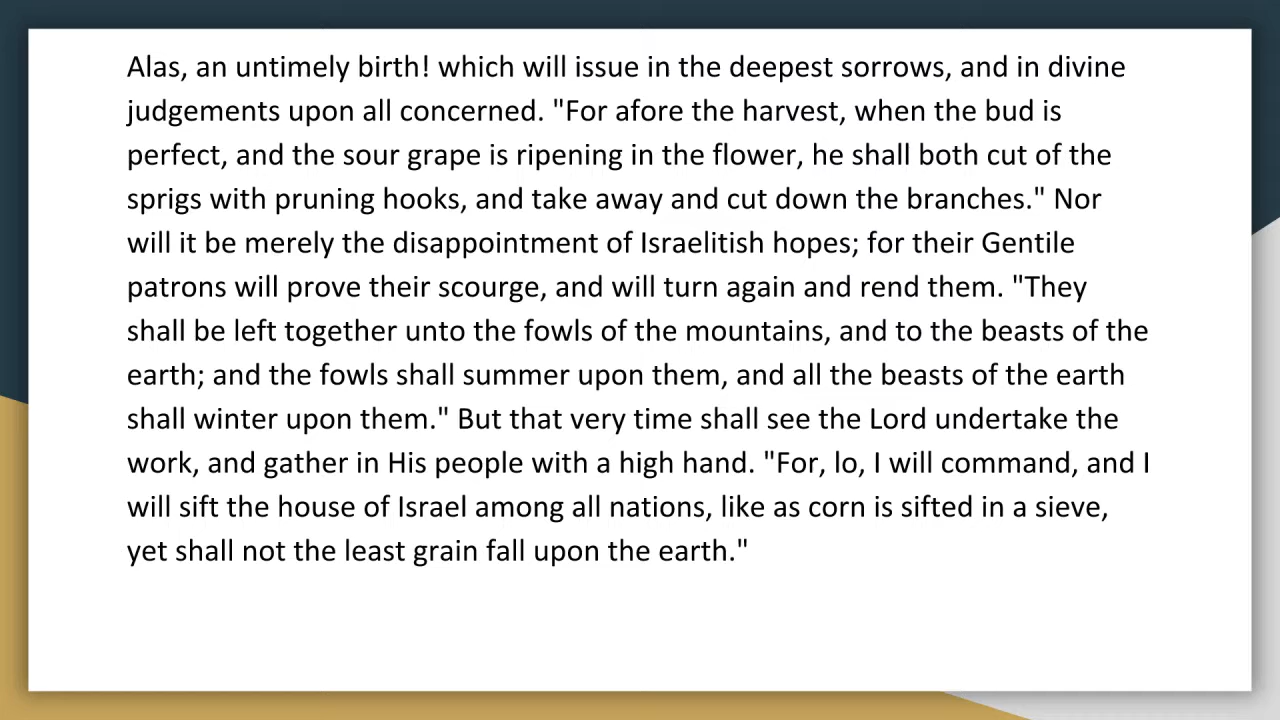 Alas, an untimely birth! which will issue in the deepest sorrows, and in divine
judgements upon all concerned. "For afore the harvest, when the bud is
perfect, and the sour grape is ripening in the flower, he shall both cut of the
sprigs with pruning hooks, and take away and cut down the branches." Nor
will it be merely the disappointment of Israelitish hopes; for their Gentile
patrons will prove their scourge, and will turn again and rend them. "They
shall be left together unto the fowls of the mountains, and to the beasts of the
earth; and the fowls shall summer upon them, and all the beasts of the earth
shall winter upon them." But that very time shall see the Lord undertake the
work, and gather in His people with a high hand. "For, lo, I will command, and I
will sift the house of Israel among all nations, like as corn is sifted in a sieve,
yet shall not the least grain fall upon the earth."